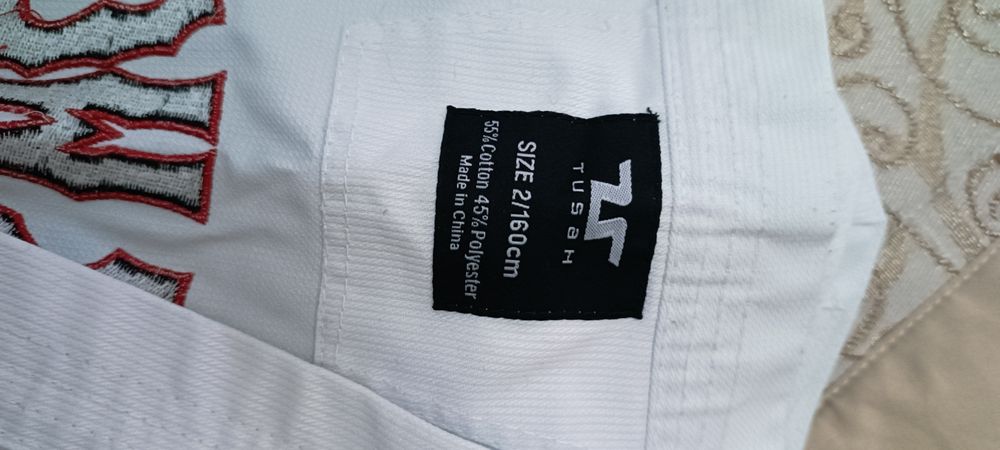 TUSAH
SIZE 2/160cm
55%Cotton 45%Polyester
Made in China